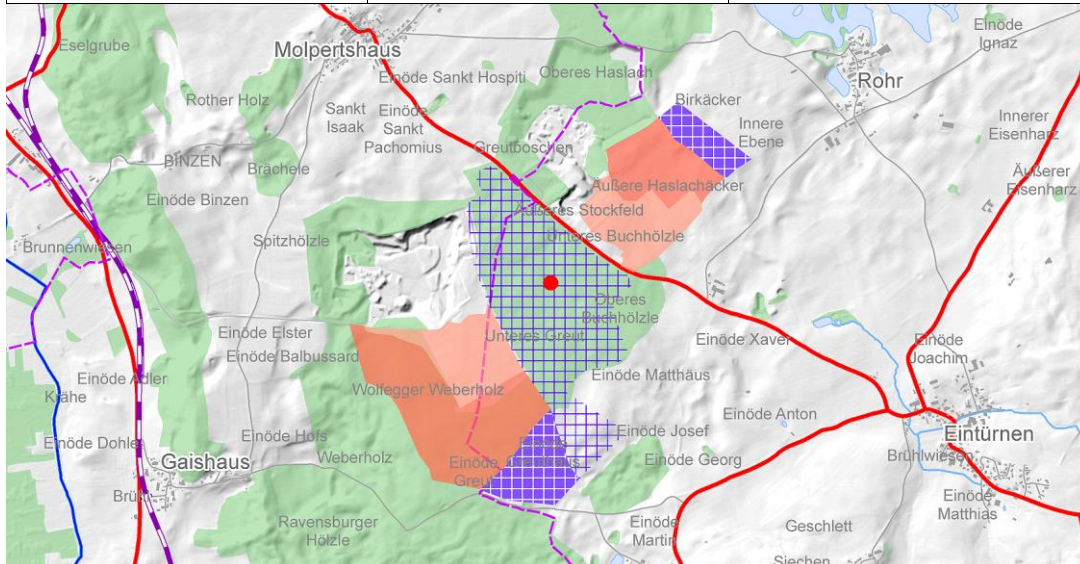 Eselgrube
Molpertshaus
Einöde
Ignaz
Einöde Sankt Hospiti
Oberes Haslach
Rohr
Rother Holz
Birkäcker
Sankt
Isaak
Einöde
Sankt
Pachomius
Innere
Ebene
Innerer
Eisenharz
Greutboschen
BINZEN
Brächele
Äußerer
Eisenharz
Äußere Haslachäcker
Einöde Binzen
Äußeres Stockfeld
Brunnenwiesen
Spitzhölzle
Unteres Buchhölzle
Oberes
Buchhölzle
Einöde Elster
Unteres Greut
Einöde Xaver
Einöde
Joachim
Einöde Balbussard
Einöde Adler
Einöde Matthäus
Krähe
Wolfegger Weberholz
Einöde Anton
Einöde Dohle
Einöde Höfs
Einöde Josef
Eintürnen
Gaishaus
Weberholz
Einöde
Einöde
Greut
Einöde Georg
Brühlwiesen
Brühl
Einöde
Matthias
Ravensburger
Hölzle
Einöde
Martin
Geschlett
Siechen